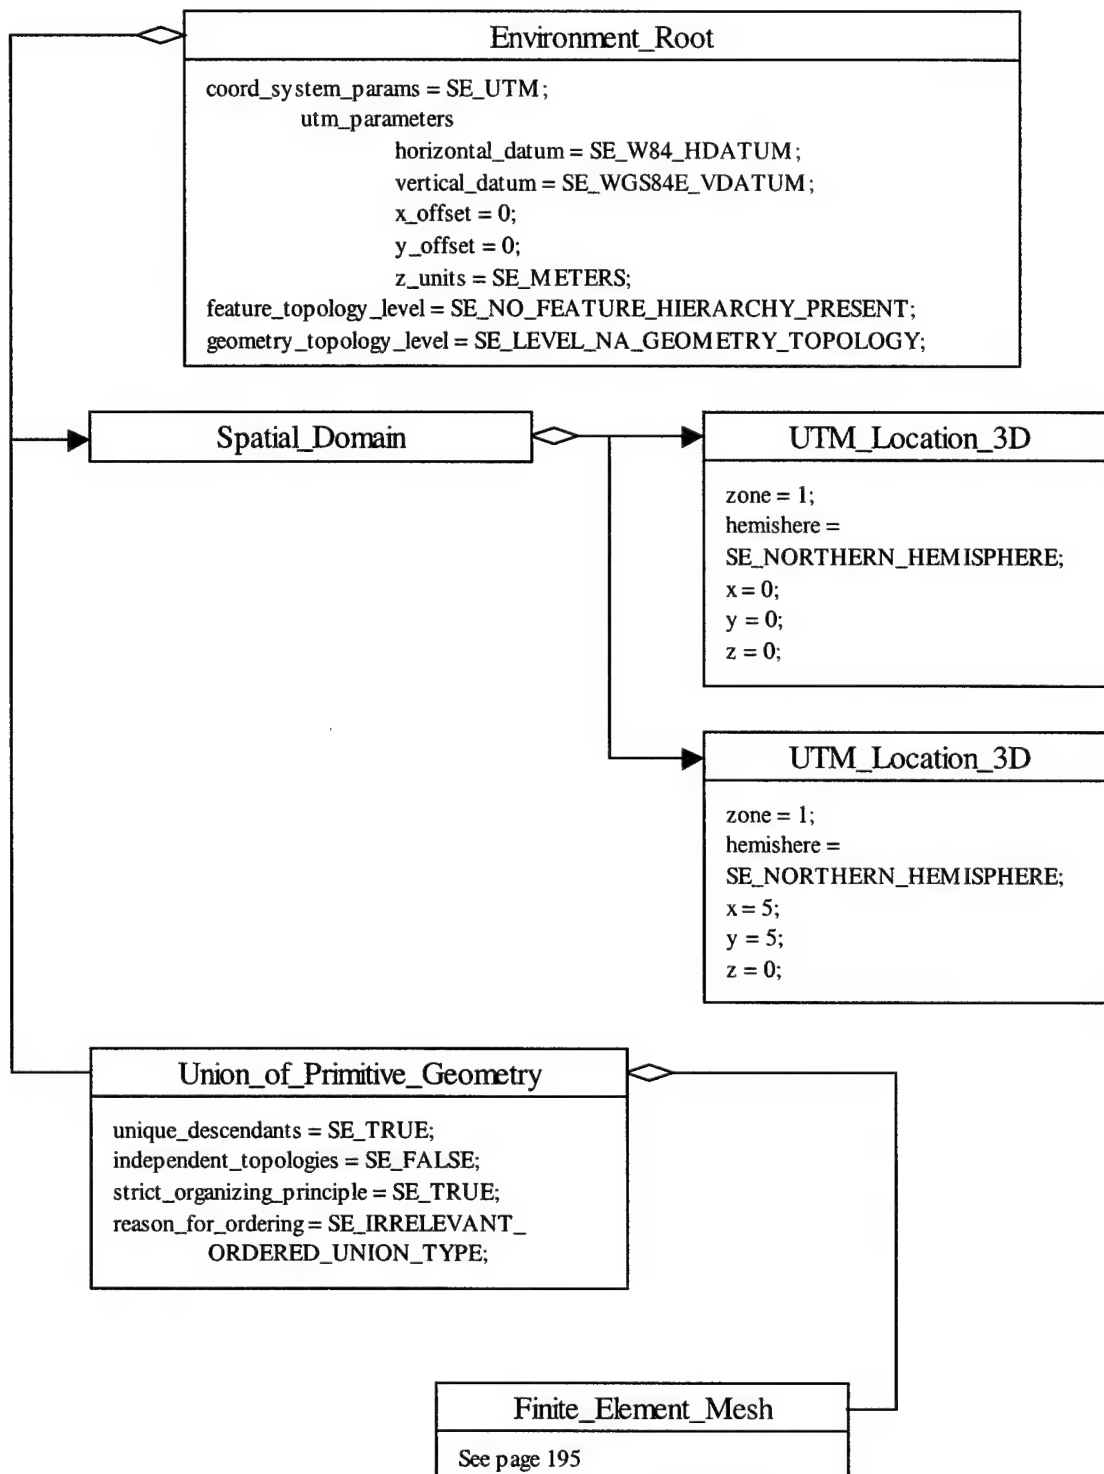 Environment_Root
coord_system_params = SE_UTM;
utm_parameters
horizontal_datum = SE_W84_HDATUM;
vertical_datum = SE_WGS84E_VDATUM;
x_offset = 0;
y_offset = 0;
z_units = SE_METERS;
feature_topology_level = SE_NO_FEATURE_HIERARCHY_PRESENT;
geometry_topology_level = SE_LEVEL_NA_GEOMETRY_TOPOLOGY;
Spatial_Domain
UTM_Location_3D
zone = 1;
hemishere =
SE_NORTHERN_HEMISPHERE;
x = 0;
y = 0;
z = 0;
UTM_Location_3D
zone = 1;
hemishere =
SE_NORTHERN_HEMISPHERE;
x = 5;
y = 5;
z = 0;
Union_of_Primitive_Geometry
unique_descendants = SE_TRUE;
independent_topologies = SE_FALSE;
strict_organizing_principle = SE_TRUE;
reason_for_ordering = SE_IRRELEVANT_
ORDERED_UNION_TYPE;
Finite_Element_Mesh
See page 195